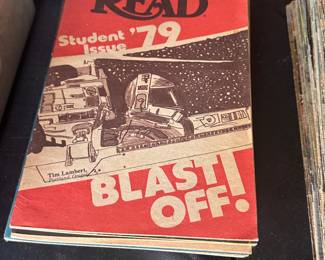 READ
Student '79
Issue
Tim Lambert,
BLAST
OFF!